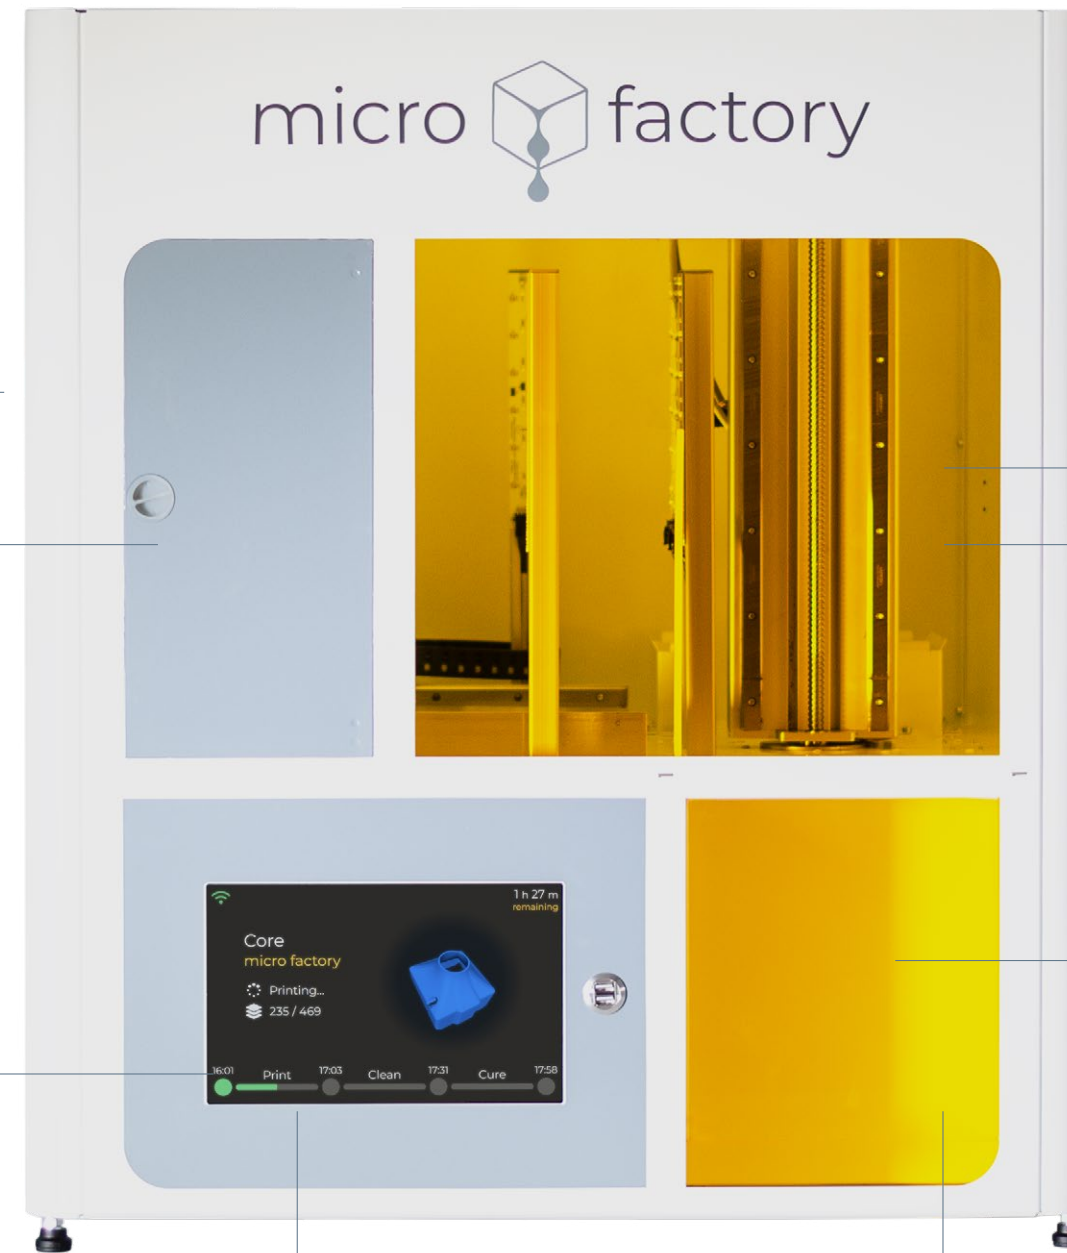 micro factory
1 h 27 m
remaining
Core
micro factory
Printing...
235 / 469
16:01 Print 17:03 Clean 17:31 Cure 17:58